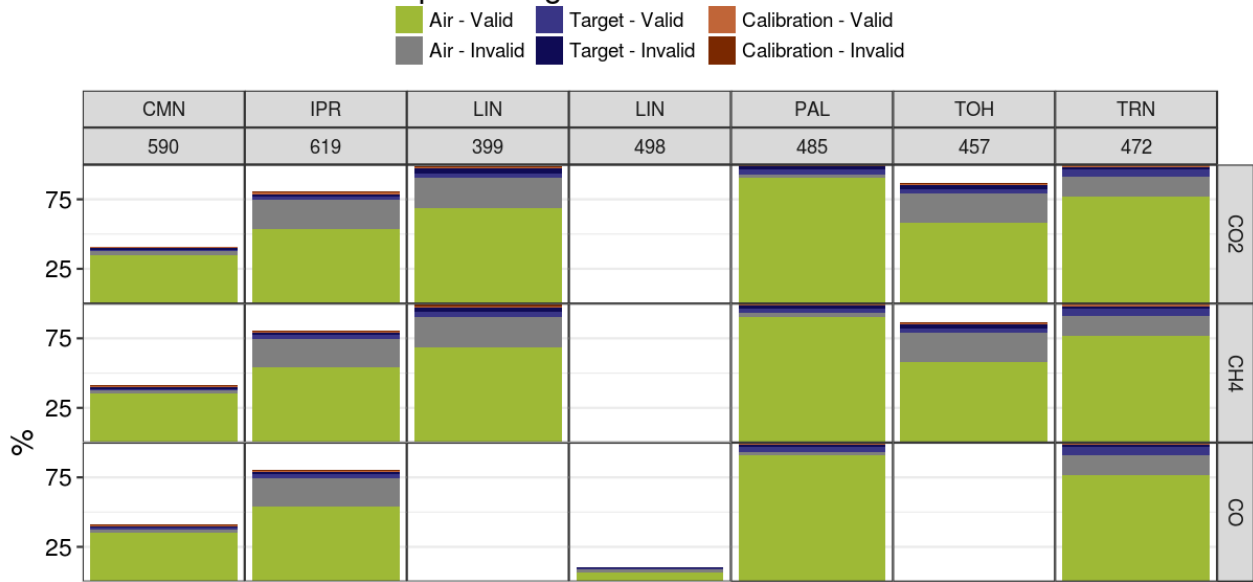 Air - Valid Target - Valid Calibration - Valid
Air - Invalid Target - Invalid Calibration - Invalid
CMN IPR LIN LIN PAL TOH TRN
590 619 399 498 485 457 472
75
25
CO2
75
25
CH4
%
75
25
CO